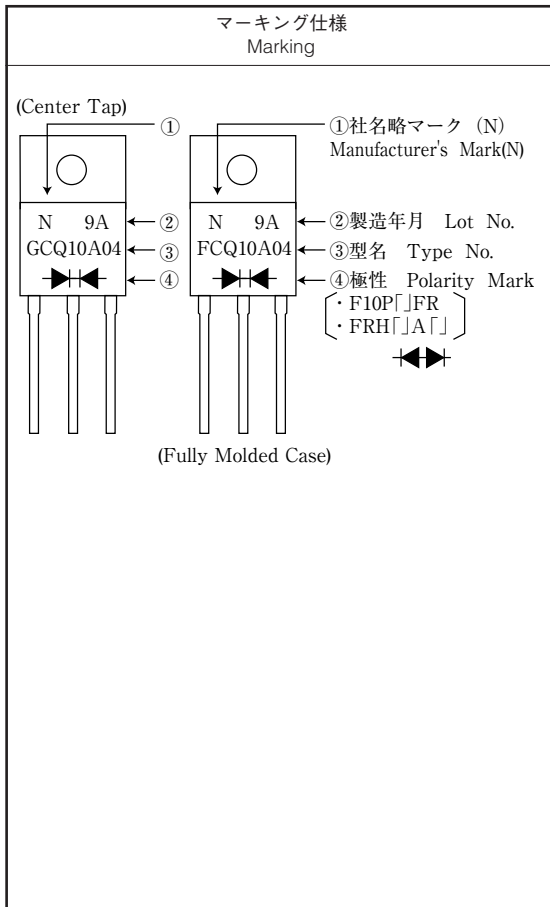 マーキング仕様
Marking
(Center Tap)
①
①社名略マーク (N)
Manufacturer's Mark(N)
N 9A
②
N 9A
②製造年月 Lot No.
GCQ10A04
③
FCQ10A04
③型名 Type No.
④
④極性 Polarity Mark
・F10P「」FR
・FRH「」A「」
(Fully Molded Case)